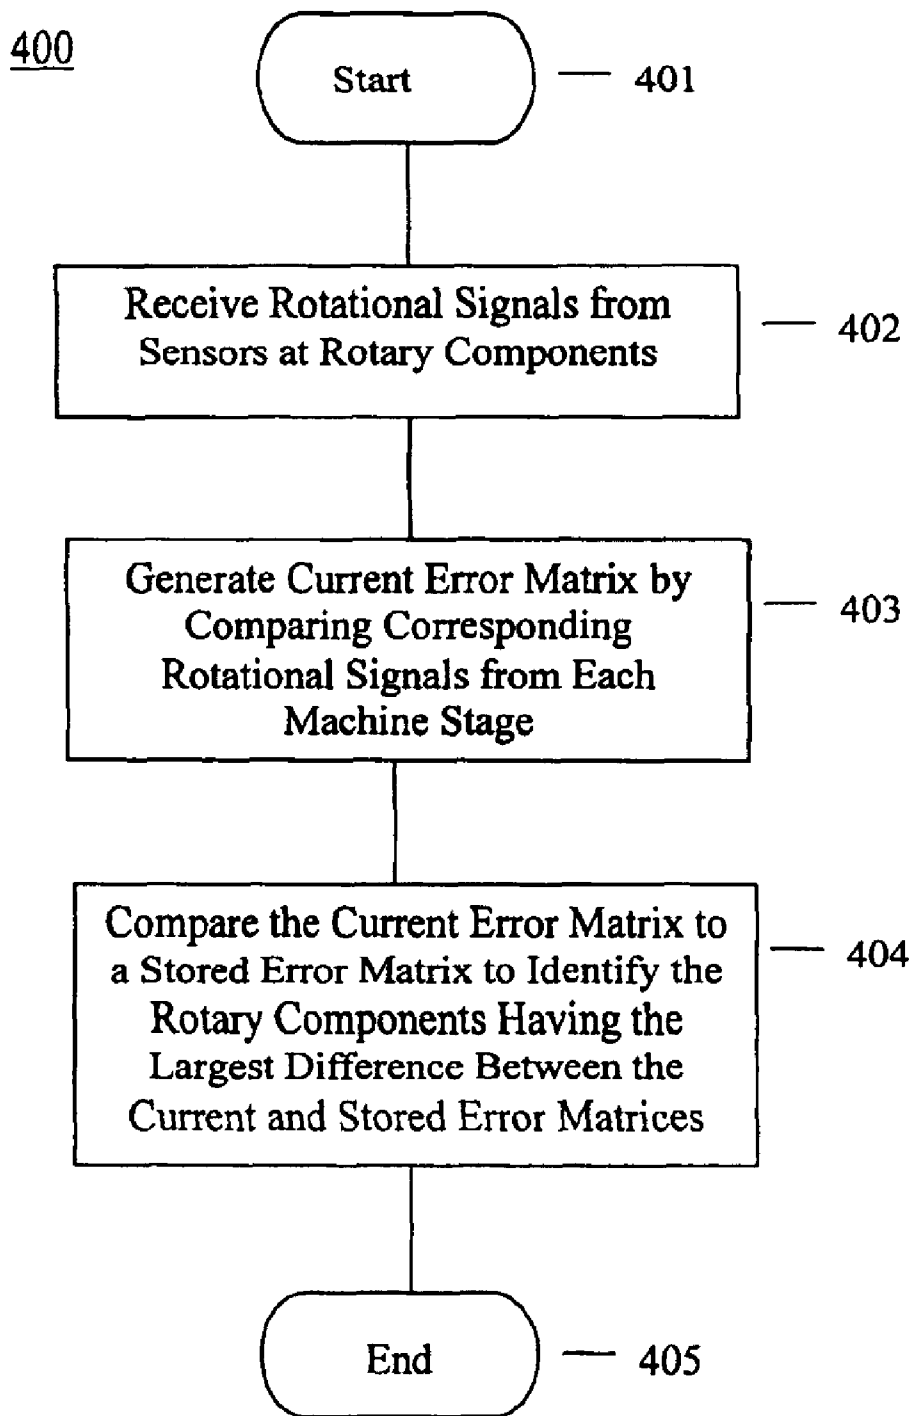 400
Start
401
Receive Rotational Signals from
Sensors at Rotary Components
402
Generate Current Error Matrix by
Comparing Corresponding
Rotational Signals from Each
Machine Stage
403
Compare the Current Error Matrix to
a Stored Error Matrix to Identify the
Rotary Components Having the
Largest Difference Between the
Current and Stored Error Matrices
404
End
405